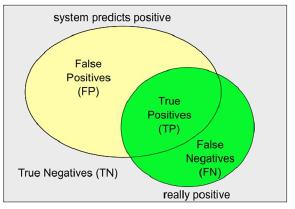 system predicts positive
False
Positives
(FP)
True
Positives
(TP)
False
Negatives
(FN)
True Negatives (TN)
really positive